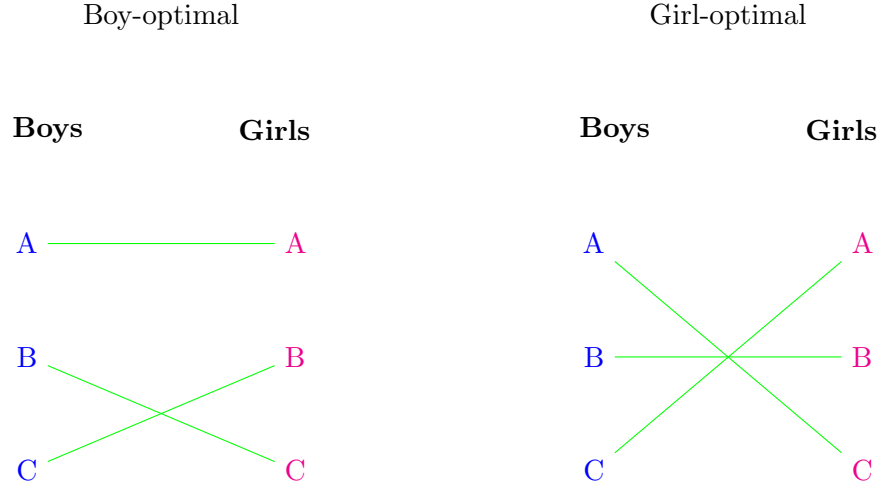 Boy-optimal
Boys Girls
A A
B B
C C
Girl-optimal
Boys Girls
A A
B B
C C